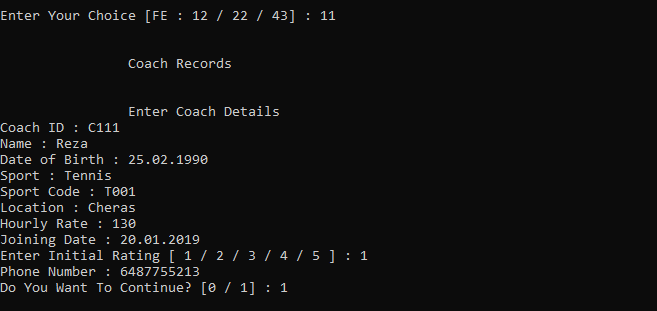 Enter Your Choice [FE : 12 / 22 / 43] : 11
Coach Records
Enter Coach Details
Coach ID : C111
Name : Reza
Date of Birth : 25.02.1990
Sport : Tennis
Sport Code : T001
Location : Cheras
Hourly Rate : 130
Joining Date : 20.01.2019
Enter Initial Rating [ 1 / 2 / 3 / 4 / 5 ] : 1
Phone Number : 6487755213
Do You Want To Continue? [0 / 1] : 1